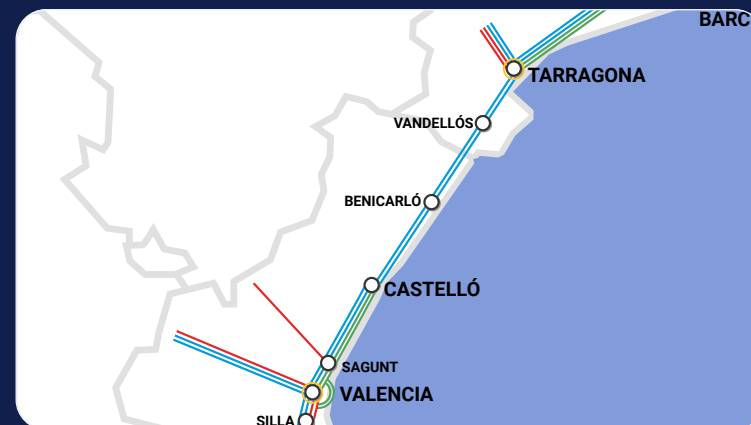 BARC
TARRAGONA
VANDELLÓS
BENICARLÓ
CASTELLÓ
SAGUNT
VALENCIA
SILLA